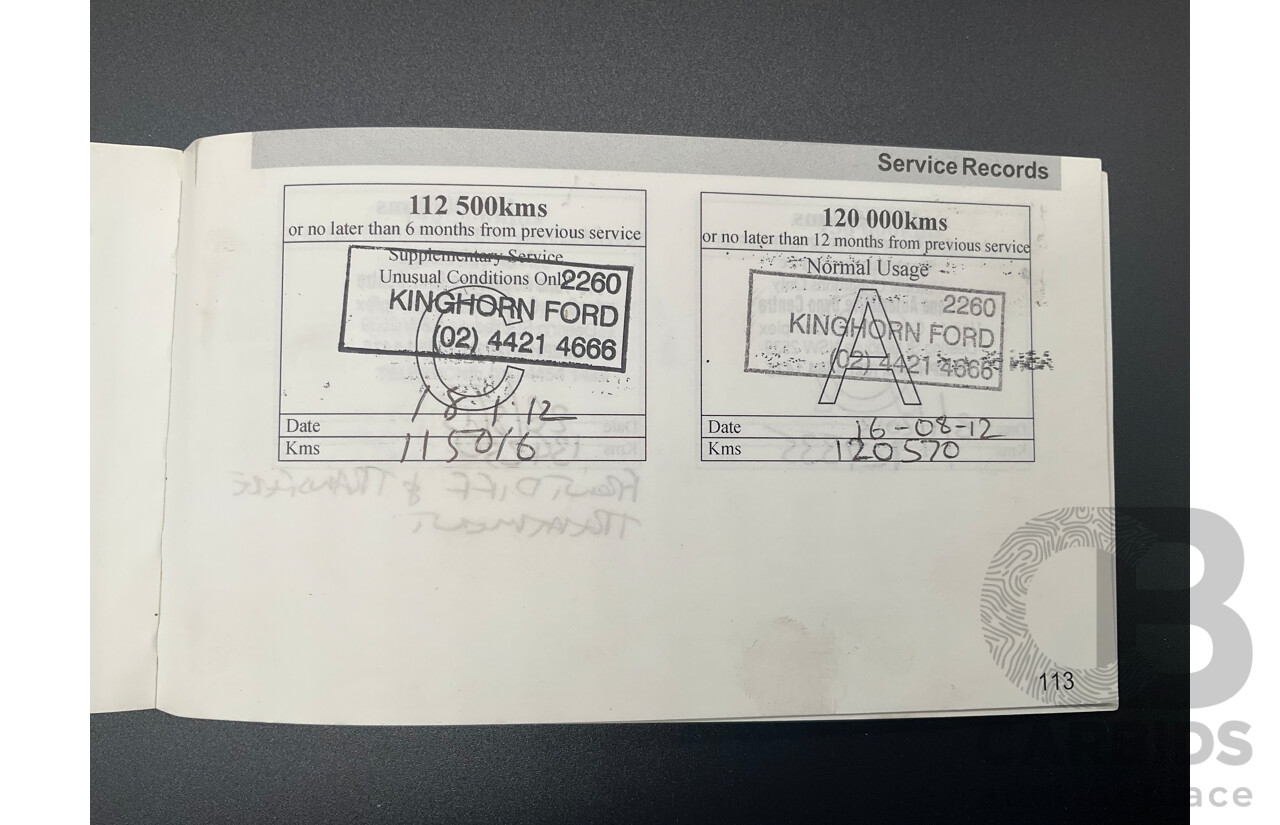 Service Records
112 500kms
or no later than 6 months from previous service
Supplementary Service
Unusual Conditions Only
2260
KINGHORN FORD
(02) 4421 4666
C
Date 18 1 12
Kms 115016
120 000kms
or no later than 12 months from previous service
Normal Usage
2260
KINGHORN FORD
(02) 4421 4666
A
Date 16-08-12
Kms 120570
113
CB
CARBIDS